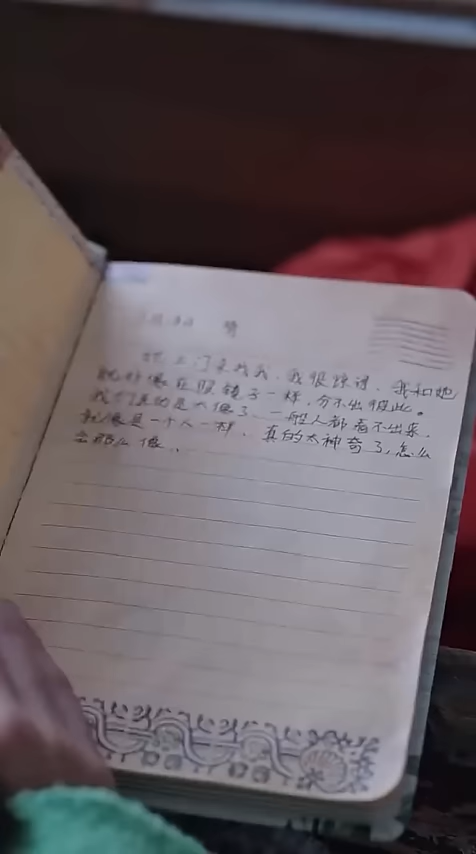 她上门来找我，我很惊讶，我和她
就好像在照镜子一样，分不出彼此。
我们真的是太像了，一般人都看不出来，
就像是一个人一样，真的太神奇了，怎么
会那么像..